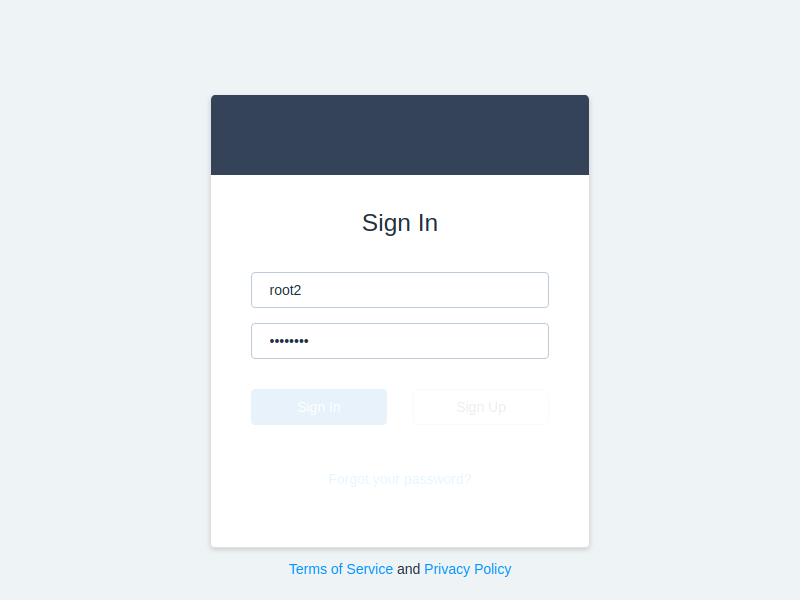 Sign In
root2
••••••••
Sign In Sign Up
Forgot your password?
Terms of Service and Privacy Policy